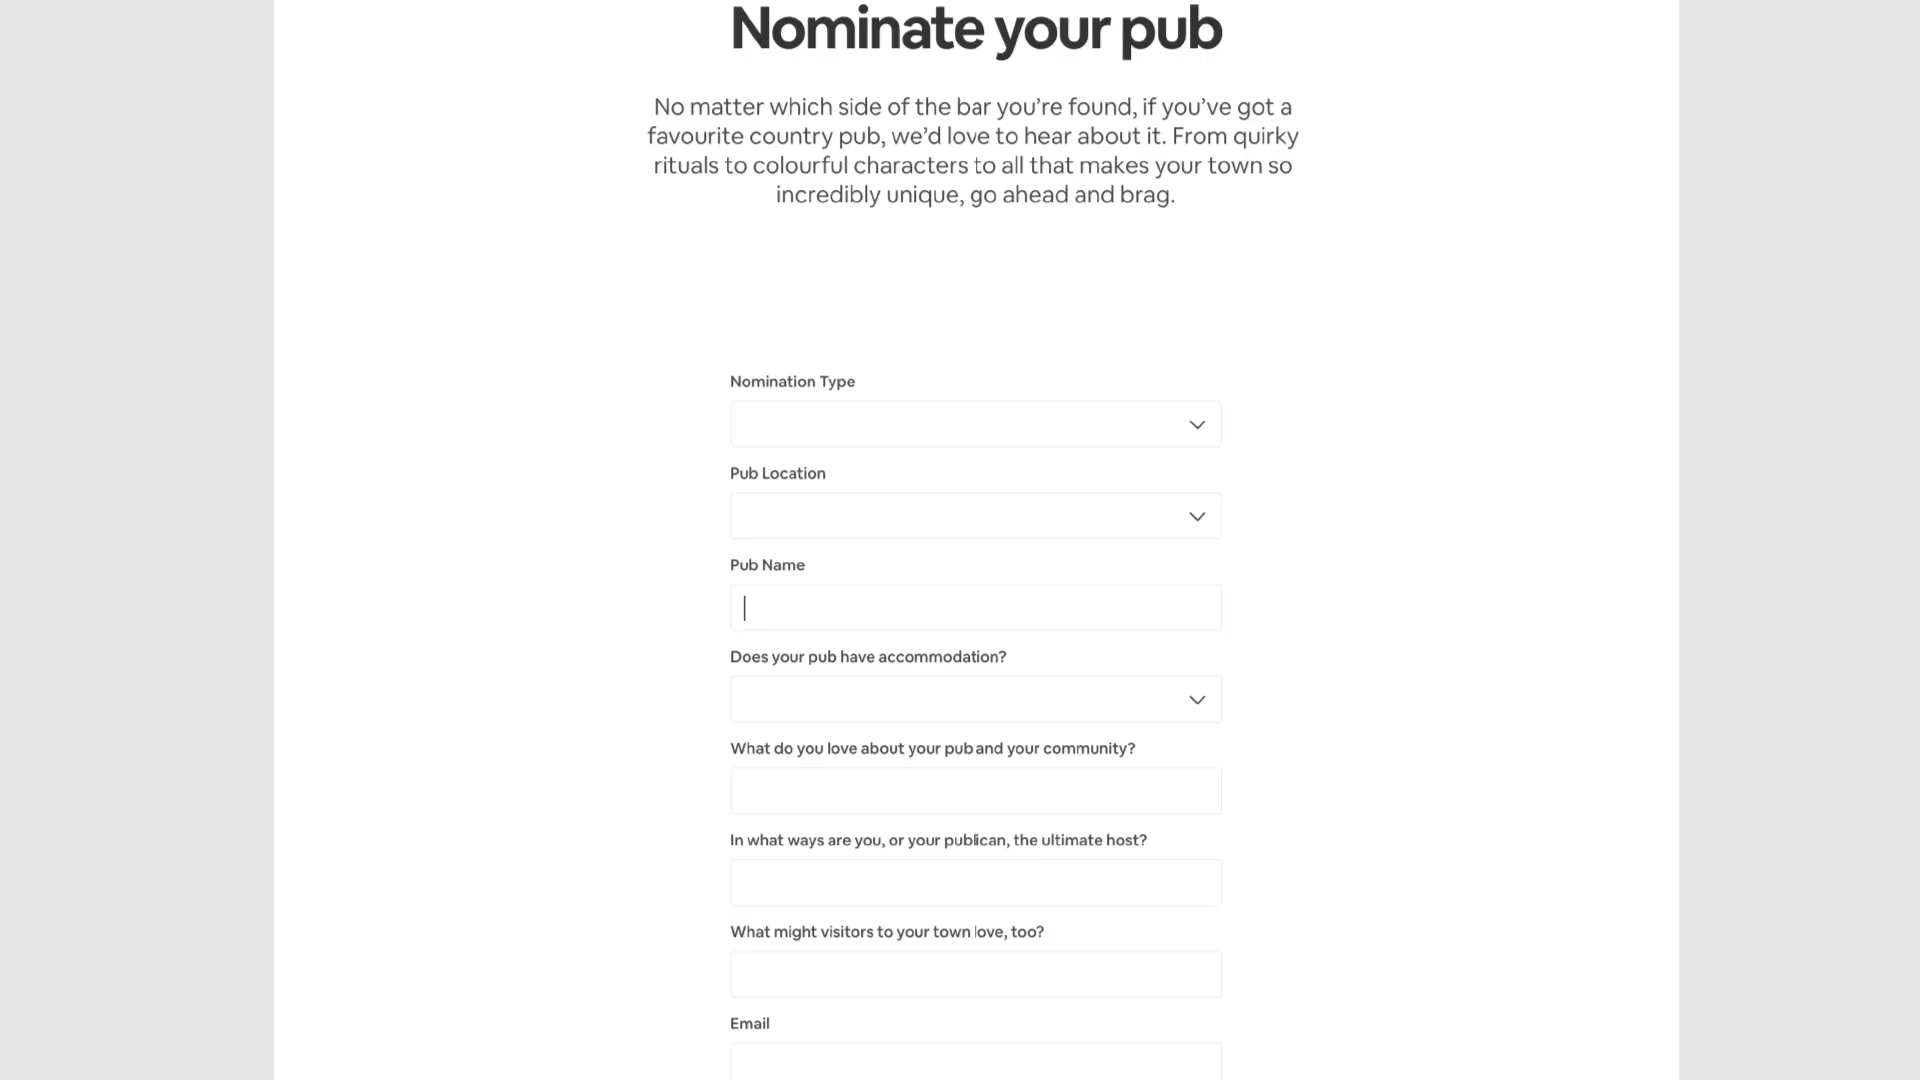 Nominate your pub
No matter which side of the bar you’re found, if you’ve got a
favourite country pub, we’d love to hear about it. From quirky
rituals to colourful characters to all that makes your town so
incredibly unique, go ahead and brag.
Nomination Type
Pub Location
Pub Name
Does your pub have accommodation?
What do you love about your pub and your community?
In what ways are you, or your publican, the ultimate host?
What might visitors to your town love, too?
Email